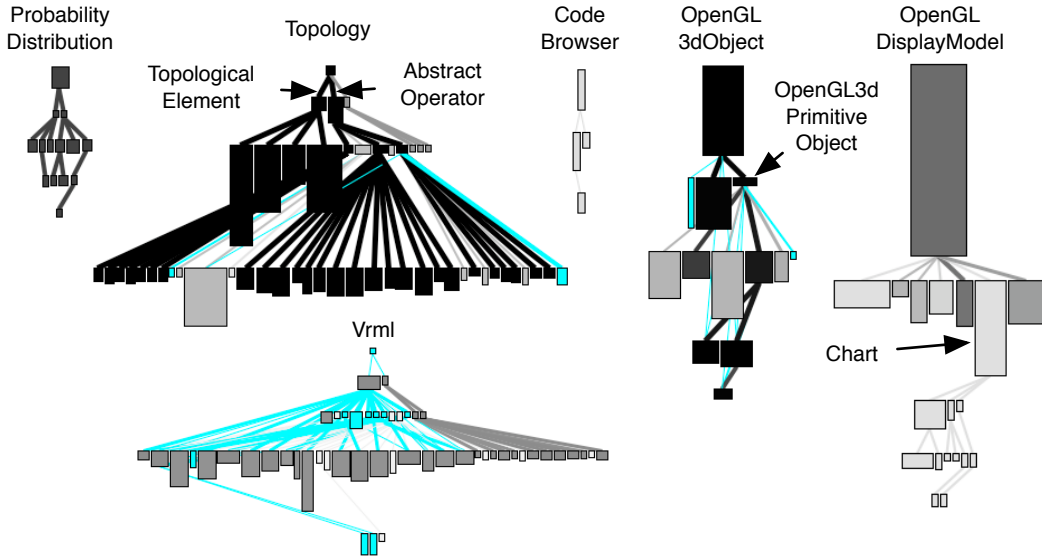 Probability
Distribution
Topology
Topological
Element
Abstract
Operator
Code
Browser
OpenGL
3dObject
OpenGL3d
Primitive
Object
OpenGL
DisplayModel
Chart
Vrml